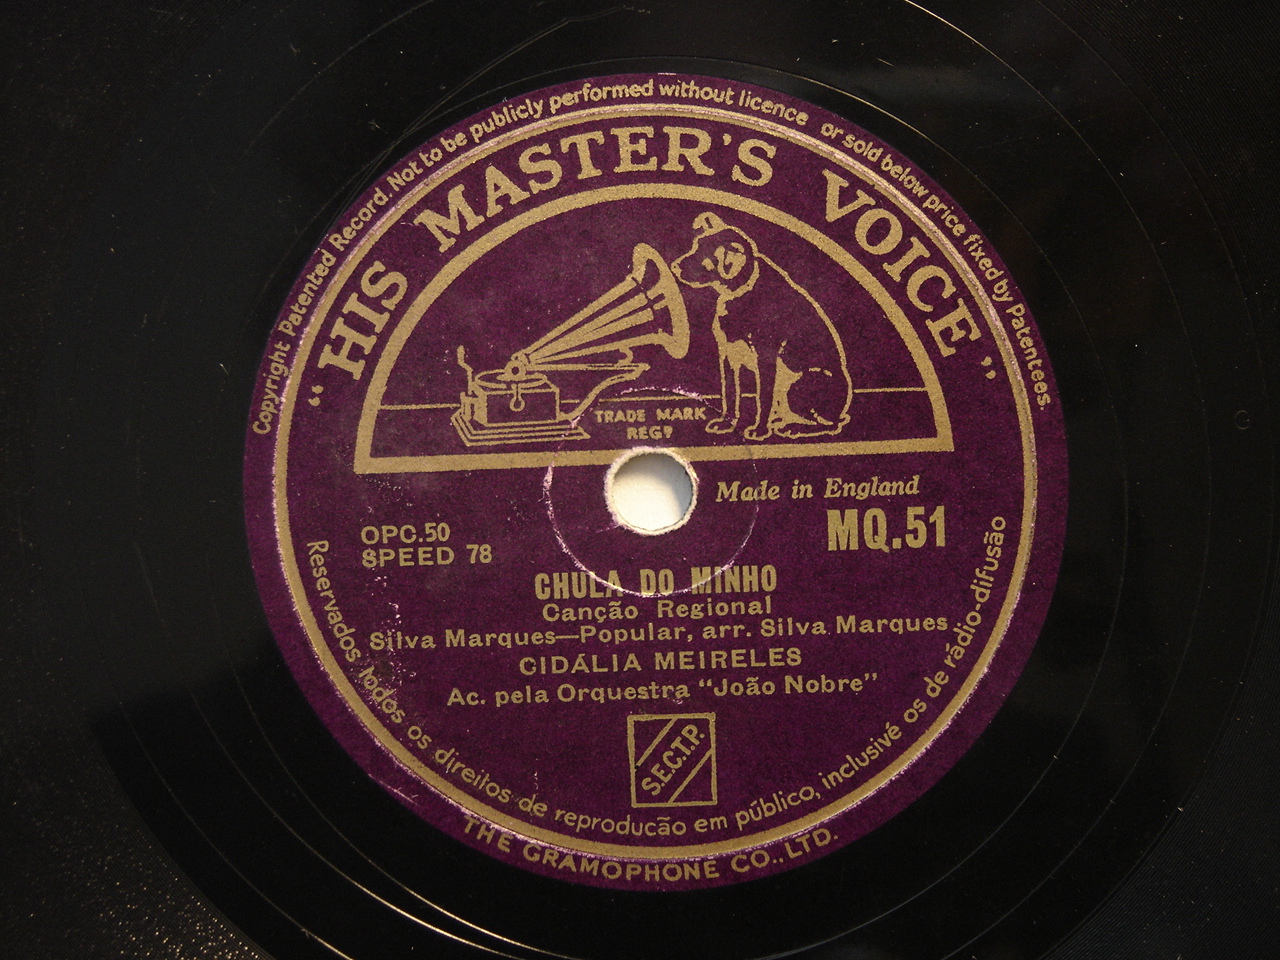 Copyright Patented Record. Not to be publicly performed without licence or sold below price fixed by Patentees.
“HIS MASTER'S VOICE”
TRADE MARK
REGD
Made in England
MQ.51
OPC.50
SPEED 78
CHULA DO MINHO
Canção Regional
Silva Marques—Popular, arr. Silva Marques
CIDÁLIA MEIRELES
Ac. pela Orquestra “João Nobre”
S.E.C.T.P.
Reservados todos os direitos de reprodução em público, inclusivé os de rádio-difusão
THE GRAMOPHONE CO., LTD.